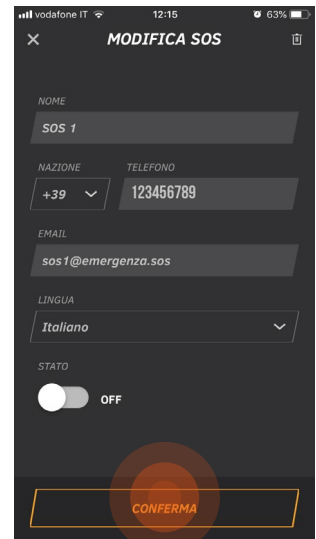 vodafone IT 12:15 63%
MODIFICA SOS
NOME
SOS 1
NAZIONE TELEFONO
+39 123456789
EMAIL
sos1@emergenza.sos
LINGUA
Italiano
STATO
OFF
CONFERMA